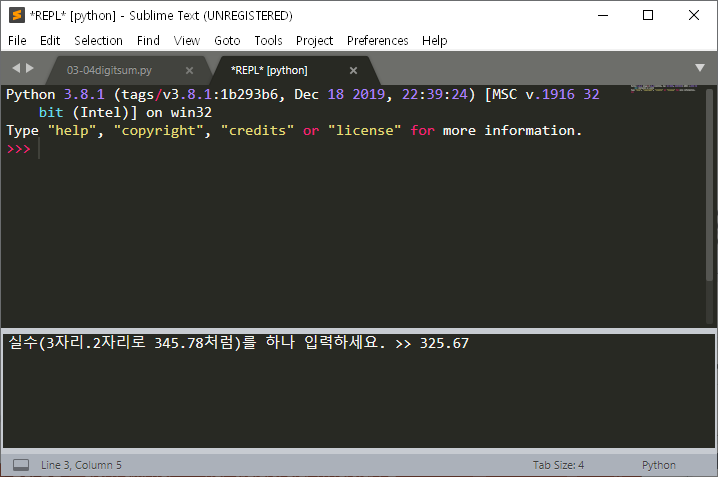 *REPL* [python] - Sublime Text (UNREGISTERED)
File Edit Selection Find View Goto Tools Project Preferences Help
03-04digitsum.py *REPL* [python]
Python 3.8.1 (tags/v3.8.1:1b293b6, Dec 18 2019, 22:39:24) [MSC v.1916 32
bit (Intel)] on win32
Type "help", "copyright", "credits" or "license" for more information.
>>>
실수(3자리.2자리로 345.78처럼)를 하나 입력하세요. >> 325.67
Line 3, Column 5 Tab Size: 4 Python